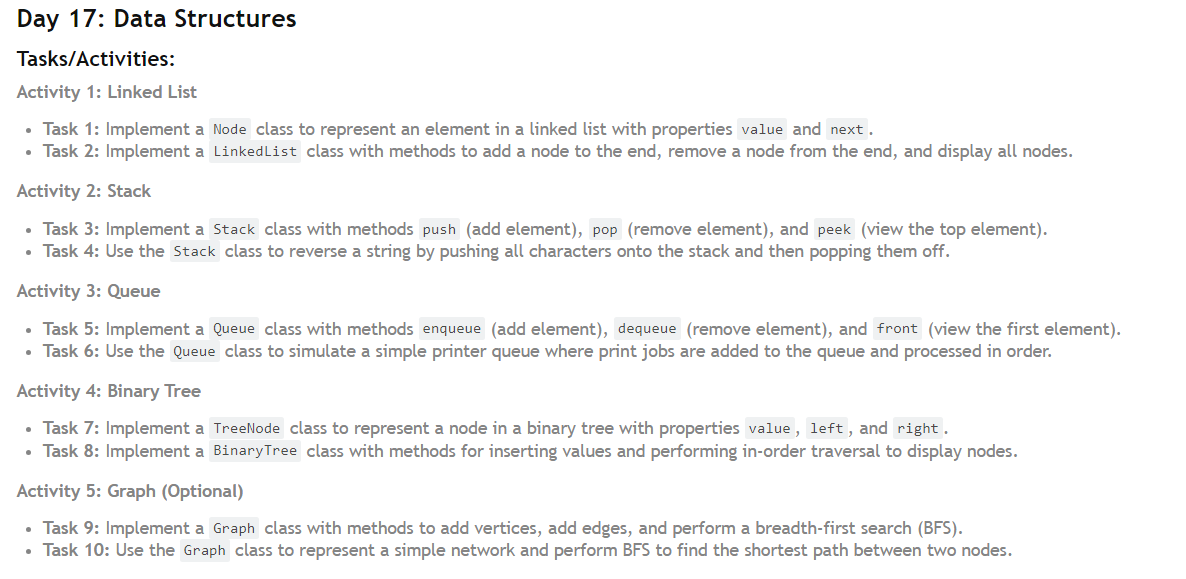 Day 17: Data Structures
Tasks/Activities:
Activity 1: Linked List
• Task 1: Implement a Node class to represent an element in a linked list with properties value and next.
• Task 2: Implement a LinkedList class with methods to add a node to the end, remove a node from the end, and display all nodes.
Activity 2: Stack
• Task 3: Implement a Stack class with methods push (add element), pop (remove element), and peek (view the top element).
• Task 4: Use the Stack class to reverse a string by pushing all characters onto the stack and then popping them off.
Activity 3: Queue
• Task 5: Implement a Queue class with methods enqueue (add element), dequeue (remove element), and front (view the first element).
• Task 6: Use the Queue class to simulate a simple printer queue where print jobs are added to the queue and processed in order.
Activity 4: Binary Tree
• Task 7: Implement a TreeNode class to represent a node in a binary tree with properties value, left, and right.
• Task 8: Implement a BinaryTree class with methods for inserting values and performing in-order traversal to display nodes.
Activity 5: Graph (Optional)
• Task 9: Implement a Graph class with methods to add vertices, add edges, and perform a breadth-first search (BFS).
• Task 10: Use the Graph class to represent a simple network and perform BFS to find the shortest path between two nodes.